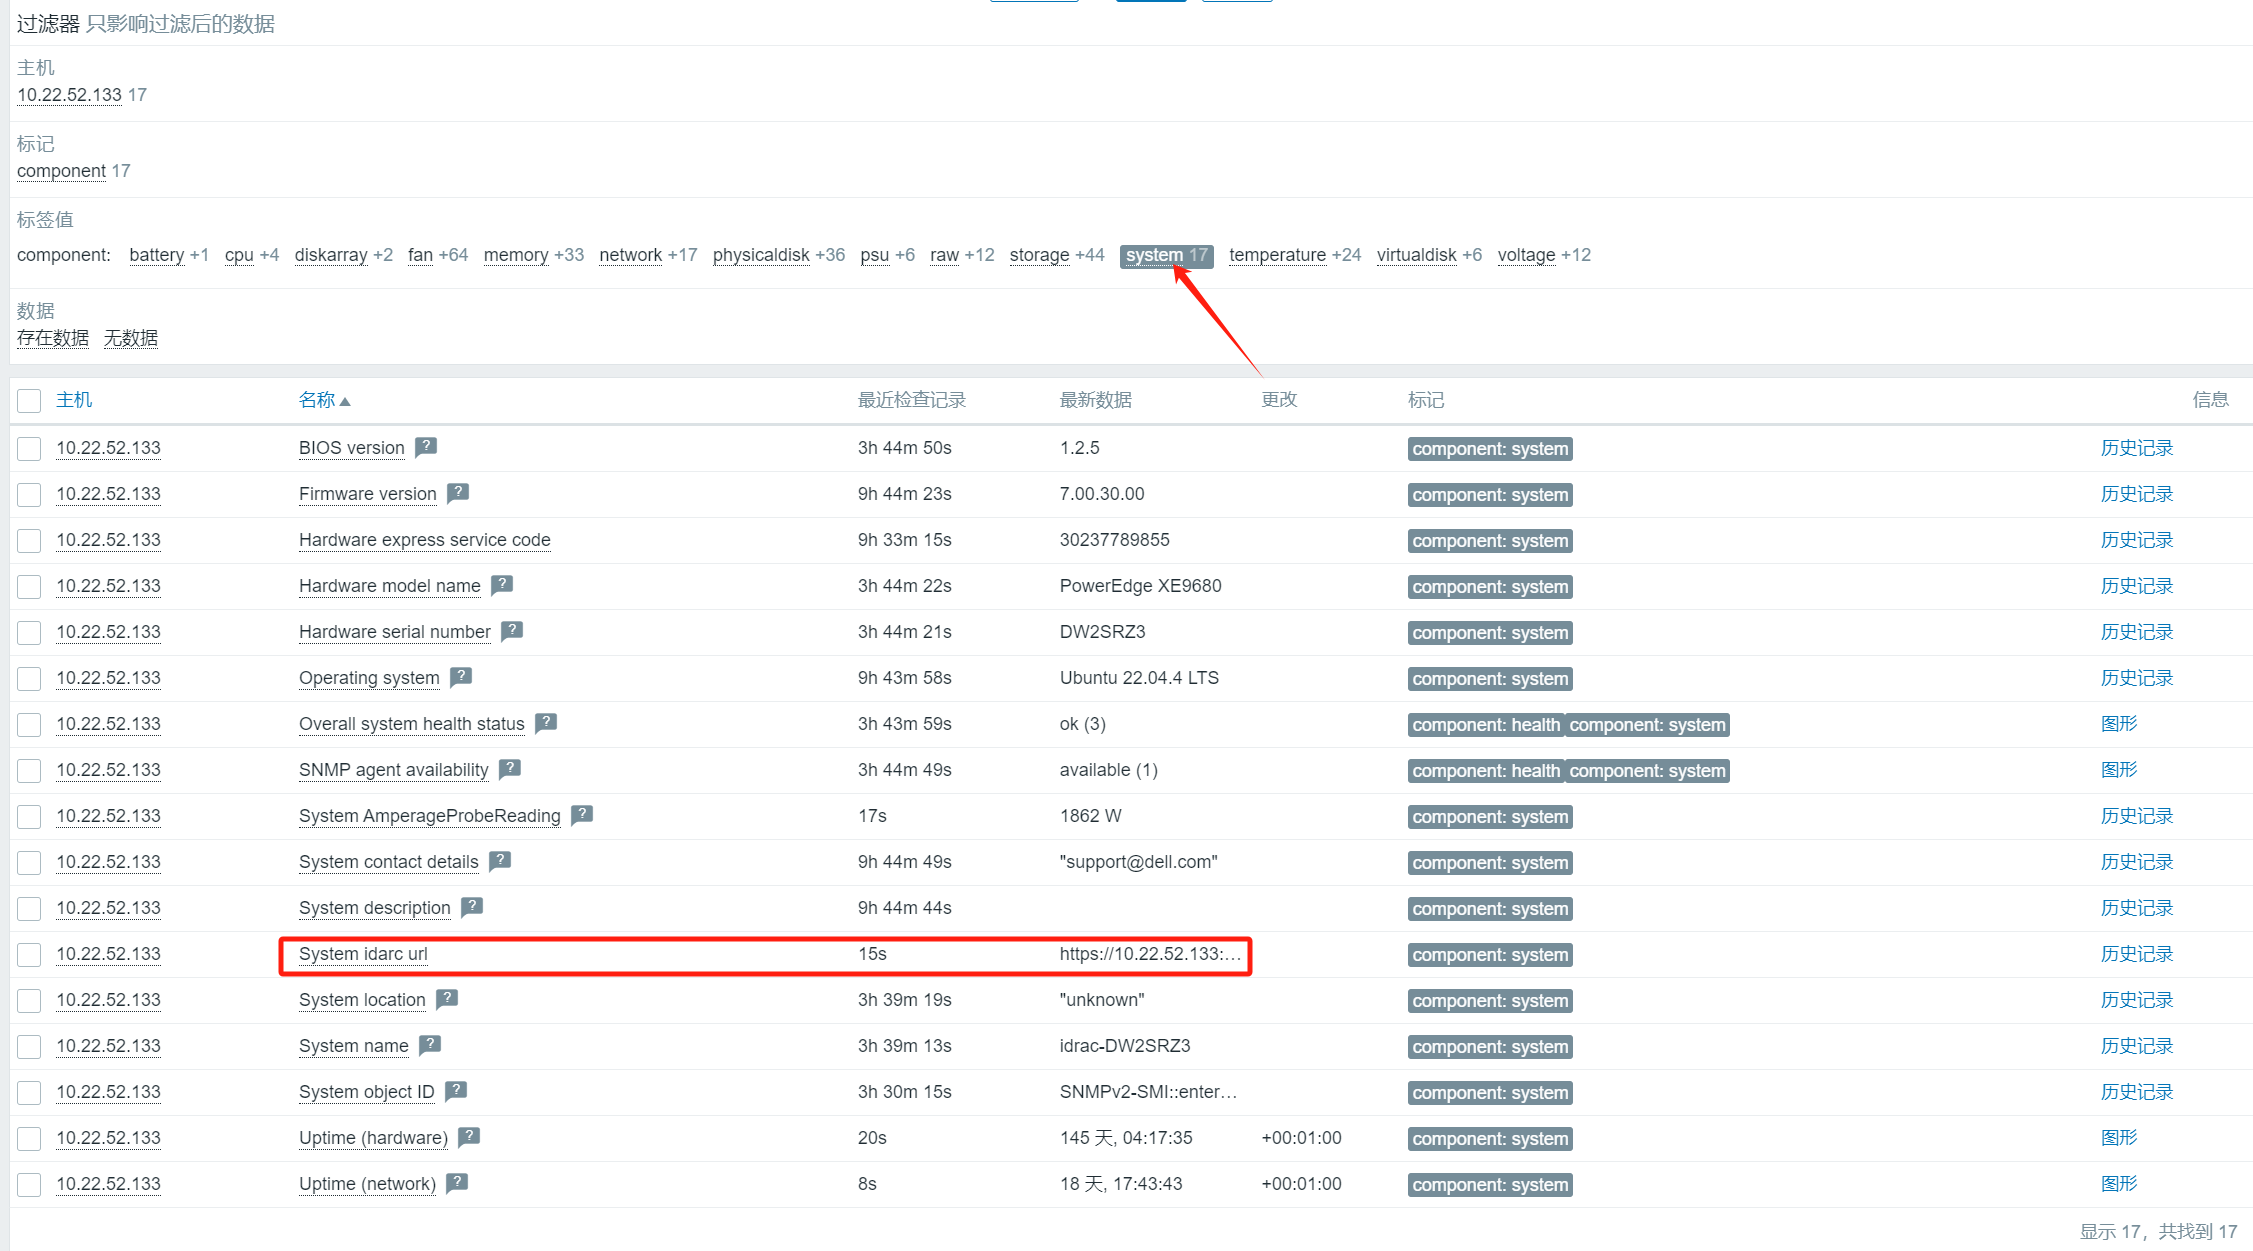 过滤器 只影响过滤后的数据
主机
10.22.52.133 17
标记
component 17
标签值
component: battery +1 cpu +4 diskarray +2 fan +64 memory +33 network +17 physicaldisk +36 psu +6 raw +12 storage +44 system 17 temperature +24 virtualdisk +6 voltage +12
数据
存在数据 无数据
主机 名称▲ 最近检查记录 最新数据 更改 标记 信息
10.22.52.133 BIOS version ? 3h 44m 50s 1.2.5 component: system 历史记录
10.22.52.133 Firmware version ? 9h 44m 23s 7.00.30.00 component: system 历史记录
10.22.52.133 Hardware express service code 9h 33m 15s 30237789855 component: system 历史记录
10.22.52.133 Hardware model name ? 3h 44m 22s PowerEdge XE9680 component: system 历史记录
10.22.52.133 Hardware serial number ? 3h 44m 21s DW2SRZ3 component: system 历史记录
10.22.52.133 Operating system ? 9h 43m 58s Ubuntu 22.04.4 LTS component: system 历史记录
10.22.52.133 Overall system health status ? 3h 43m 59s ok (3) component: health component: system 图形
10.22.52.133 SNMP agent availability ? 3h 44m 49s available (1) component: health component: system 图形
10.22.52.133 System AmperageProbeReading ? 17s 1862 W component: system 历史记录
10.22.52.133 System contact details ? 9h 44m 49s "support@dell.com" component: system 历史记录
10.22.52.133 System description ? 9h 44m 44s component: system 历史记录
10.22.52.133 System idarc url 15s https://10.22.52.133:... component: system 历史记录
10.22.52.133 System location ? 3h 39m 19s "unknown" component: system 历史记录
10.22.52.133 System name ? 3h 39m 13s idrac-DW2SRZ3 component: system 历史记录
10.22.52.133 System object ID ? 3h 30m 15s SNMPv2-SMI::enter... component: system 历史记录
10.22.52.133 Uptime (hardware) ? 20s 145 天, 04:17:35 +00:01:00 component: system 图形
10.22.52.133 Uptime (network) ? 8s 18 天, 17:43:43 +00:01:00 component: system 图形
显示 17，共找到 17